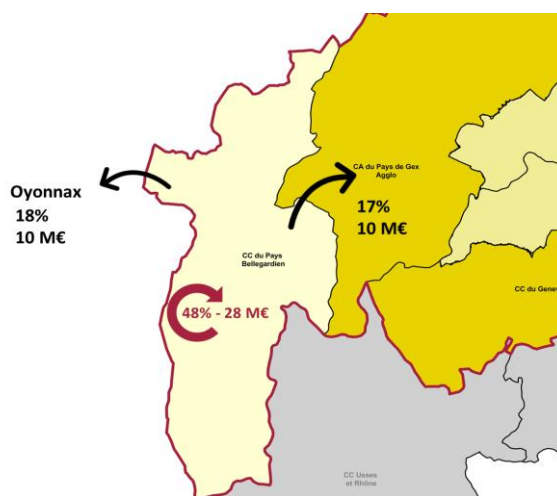 CA du Pays de Gex
Agglo
Oyonnax
18%
10 M€
17%
10 M€
CC du Pays
Bellegardien
CC du Genev
48% - 28 M€
CC Usses
et Rhône